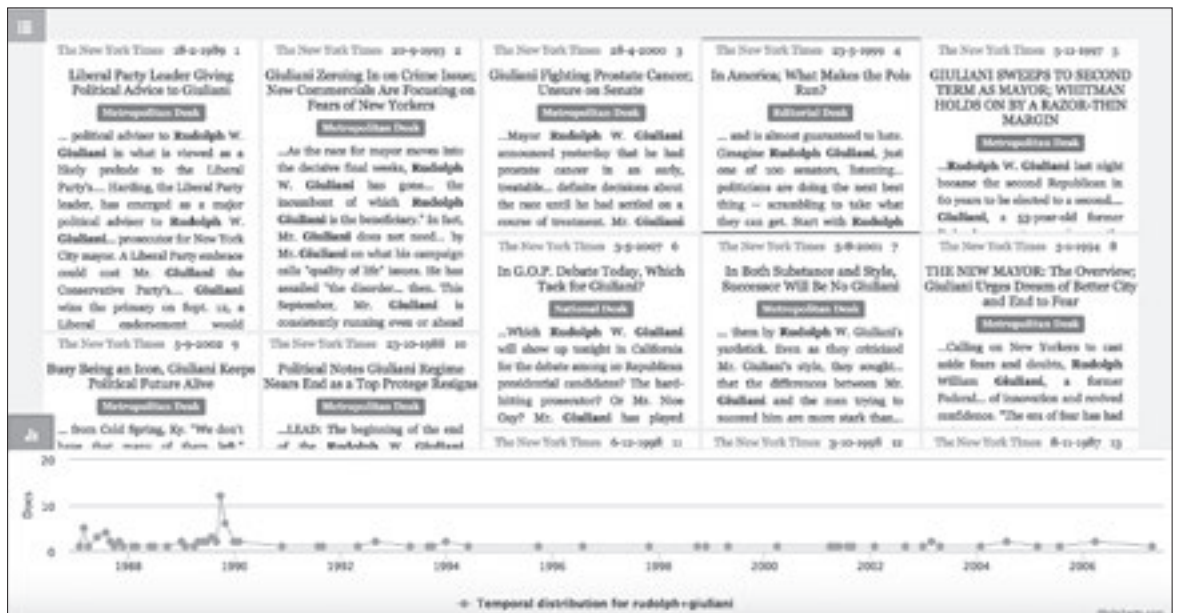 The New York Times 28-2-1989 1
Liberal Party Leader Giving
Political Advice to Giuliani
Metropolitan Desk
... political adviser to Rudolph W.
Giuliani in what is viewed as a
likely prelude to the Liberal
Party's... Harding, the Liberal Party
leader, has emerged as a major
political adviser to Rudolph W.
Giuliani... prosecutor for New York
City mayor. A Liberal Party embrace
could cost Mr. Giuliani the
Conservative Party's... Giuliani
wins the primary on Sept. 12, a
Liberal endorsement would
The New York Times 20-9-1993 2
Giuliani Zeroing In on Crime Issue;
New Commercials Are Focusing on
Fears of New Yorkers
Metropolitan Desk
...As the race for mayor moves into
the decisive final weeks, Rudolph
W. Giuliani has gone... the
incumbent of which Rudolph
Giuliani is the beneficiary." In fact,
Mr. Giuliani does not need... by
Mr. Giuliani on what his campaign
calls "quality of life" issues. He has
assailed "the disorder... then. This
September, Mr. Giuliani is
consistently running even or ahead
The New York Times 28-4-2000 3
Giuliani Fighting Prostate Cancer;
Unsure on Senate
Metropolitan Desk
...Mayor Rudolph W. Giuliani
announced yesterday that he had
prostate cancer in an early,
treatable... definite decisions about
the race until he had settled on a
course of treatment. Mr. Giuliani
The New York Times 23-5-1999 4
In America; What Makes the Pols
Run?
Editorial Desk
... and is almost guaranteed to hate.
(Imagine Rudolph Giuliani, just
one of 100 senators, listening...
politicians are doing the next best
thing -- scrambling to take what
they can get. Start with Rudolph
The New York Times 5-11-1997 5
GIULIANI SWEEPS TO SECOND
TERM AS MAYOR; WHITMAN
HOLDS ON BY A RAZOR-THIN
MARGIN
Metropolitan Desk
...Rudolph W. Giuliani last night
became the second Republican in
60 years to be elected to a second....
Giuliani, a 53-year-old former
The New York Times 3-5-2007 6
In G.O.P. Debate Today, Which
Tack for Giuliani?
National Desk
...Which Rudolph W. Giuliani
will show up tonight in California
for the debate among 10 Republican
presidential candidates? The hard-
hitting prosecutor? Or Mr. Nice
Guy? Mr. Giuliani has played
The New York Times 5-8-2001 7
In Both Substance and Style,
Successor Will Be No Giuliani
Metropolitan Desk
... them by Rudolph W. Giuliani's
yardstick. Even as they criticized
Mr. Giuliani's style, they sought...
that the differences between Mr.
Giuliani and the men trying to
succeed him are more stark than...
The New York Times 3-1-1994 8
THE NEW MAYOR: The Overview;
Giuliani Urges Dream of Better City
and End to Fear
Metropolitan Desk
...Calling on New Yorkers to cast
aside fears and doubts, Rudolph
William Giuliani, a former
Federal... of innovation and revived
confidence. "The era of fear has had
The New York Times 5-9-2002 9
Busy Being an Icon, Giuliani Keeps
Political Future Alive
Metropolitan Desk
... from Cold Spring, Ky. "We don't
have that many of them left."
The New York Times 23-10-1988 10
Political Notes Giuliani Regime
Nears End as a Top Protege Resigns
Metropolitan Desk
...LEAD: The beginning of the end
of the Rudolph W. Giuliani
The New York Times 6-12-1998 11
The New York Times 3-10-1998 12
The New York Times 8-11-1987 13
20
10
0
Docs
1988 1990 1992 1994 1996 1998 2000 2002 2004 2006
Temporal distribution for rudolph+giuliani